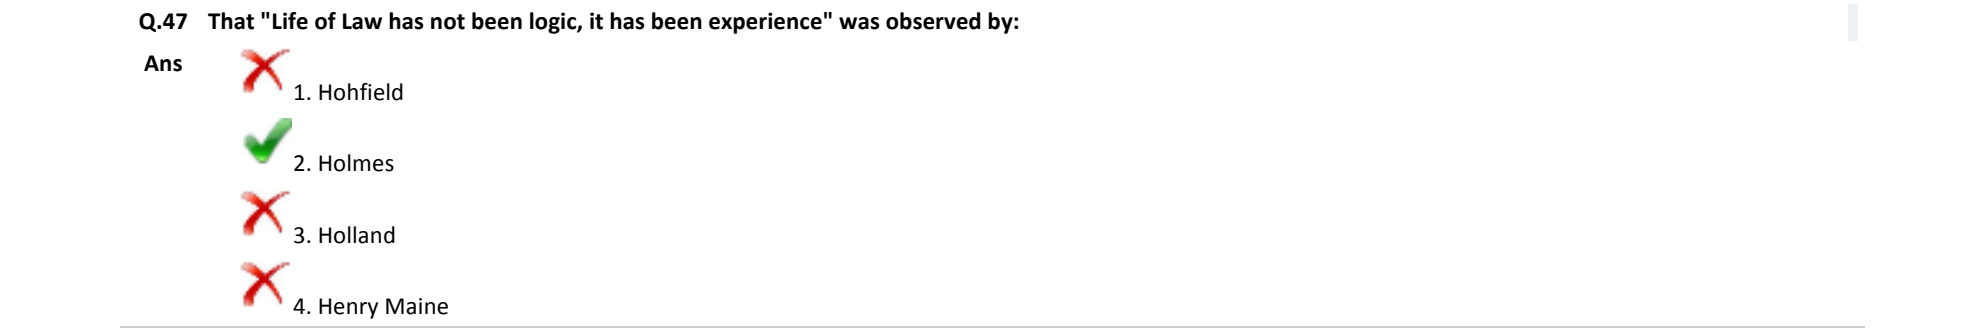 Q.47 That "Life of Law has not been logic, it has been experience" was observed by:
Ans
1. Hohfield
2. Holmes
3. Holland
4. Henry Maine